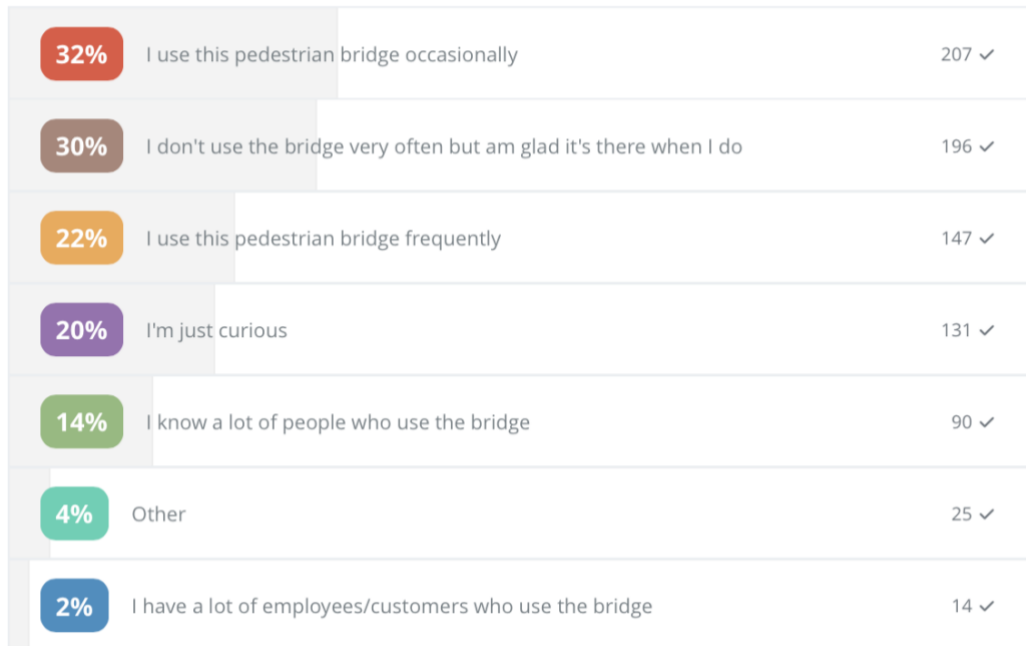 32% I use this pedestrian bridge occasionally 207 ✓
30% I don't use the bridge very often but am glad it's there when I do 196 ✓
22% I use this pedestrian bridge frequently 147 ✓
20% I'm just curious 131 ✓
14% I know a lot of people who use the bridge 90 ✓
4% Other 25 ✓
2% I have a lot of employees/customers who use the bridge 14 ✓